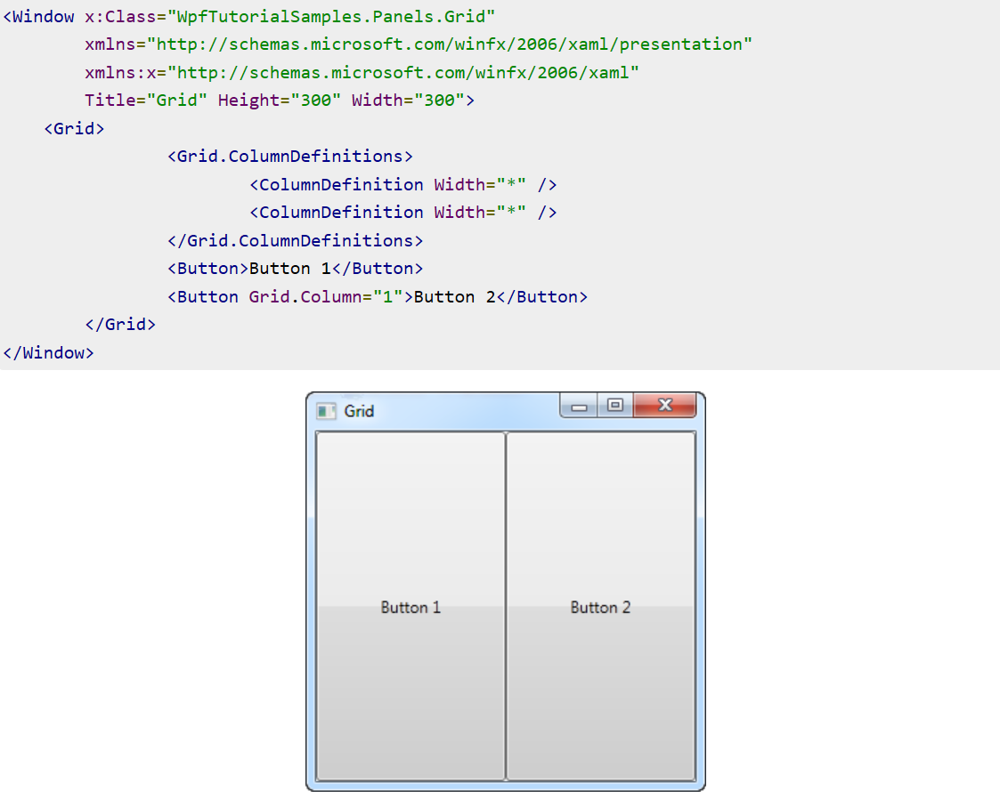 <Window x:Class="WpfTutorialSamples.Panels.Grid"
xmlns="http://schemas.microsoft.com/winfx/2006/xaml/presentation"
xmlns:x="http://schemas.microsoft.com/winfx/2006/xaml"
Title="Grid" Height="300" Width="300">
<Grid>
<Grid.ColumnDefinitions>
<ColumnDefinition Width="*" />
<ColumnDefinition Width="*" />
</Grid.ColumnDefinitions>
<Button>Button 1</Button>
<Button Grid.Column="1">Button 2</Button>
</Grid>
</Window>
Grid
Button 1
Button 2